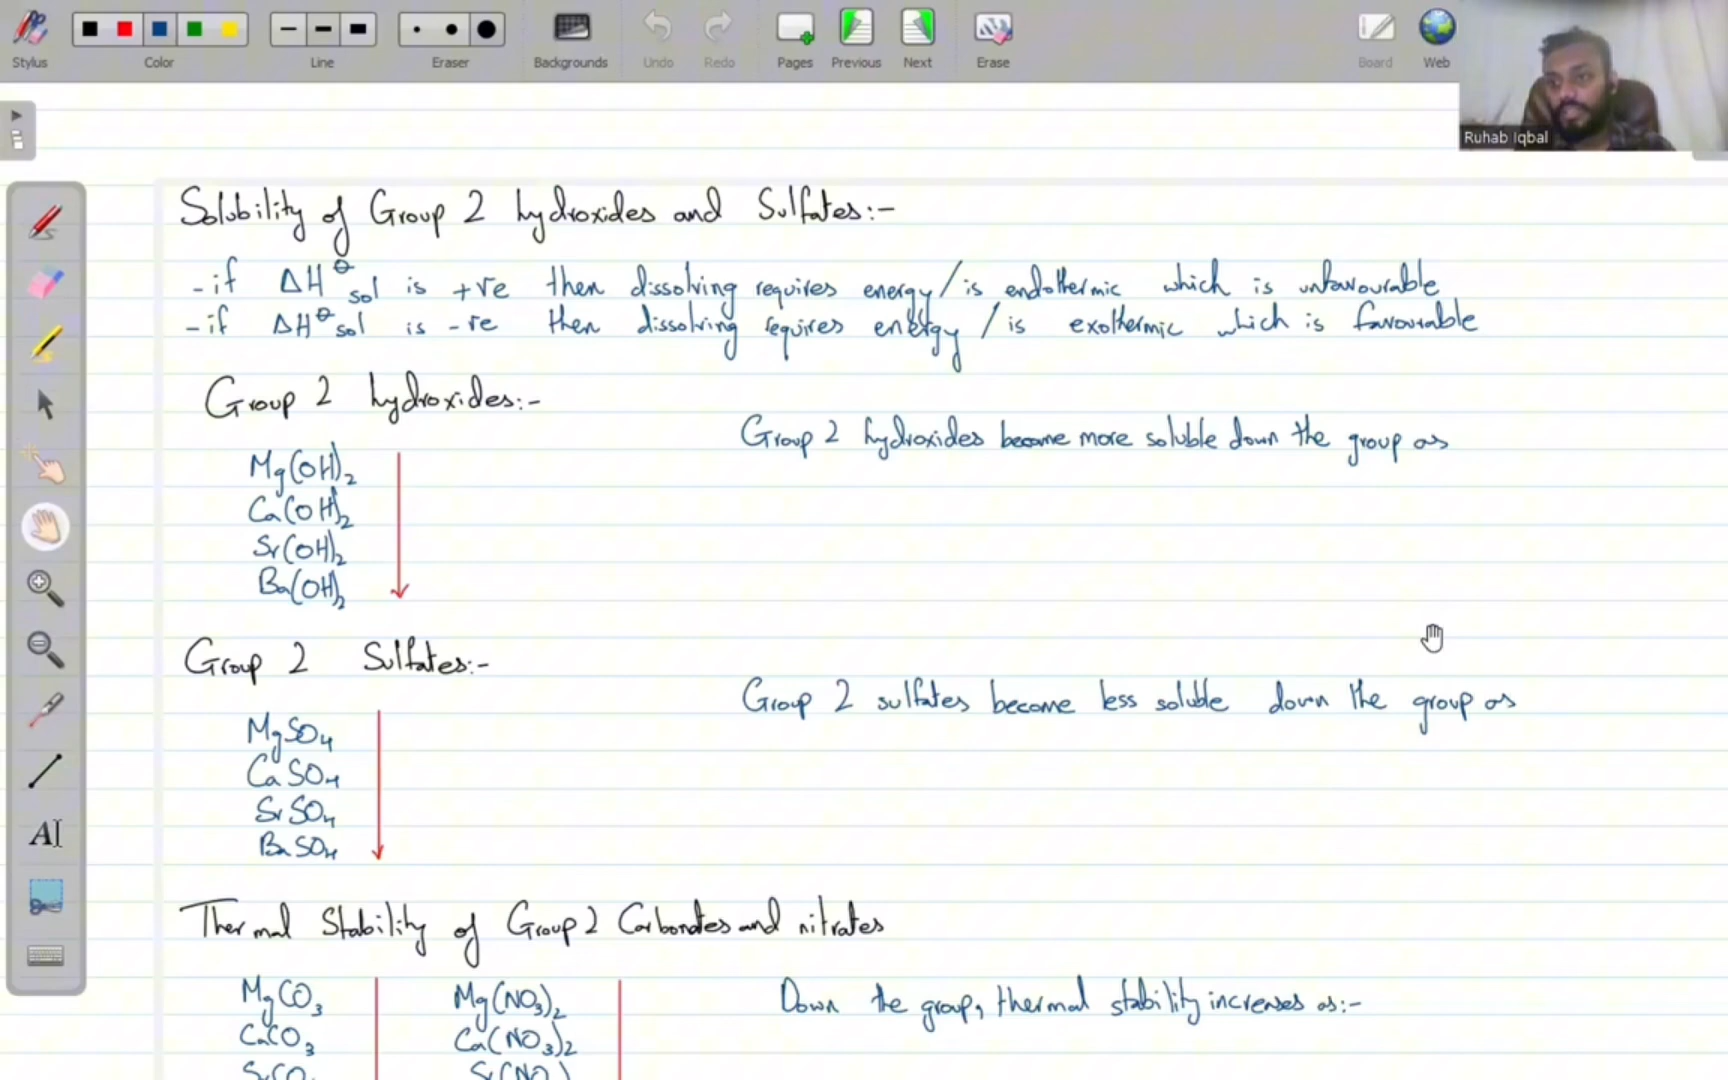 Stylus
Color
Line
Eraser
Backgrounds
Undo
Redo
Pages
Previous
Next
Erase
Board
Web
Ruhab Iqbal
Solubility of Group 2 hydroxides and Sulfates:-
- if ΔH⦵sol is +ve then dissolving requires energy / is endothermic which is unfavourable
- if ΔH⦵sol is -ve then dissolving requires energy / is exothermic which is favourable
Group 2 hydroxides:-
Group 2 hydroxides become more soluble down the group as
Mg(OH)2
Ca(OH)2
Sr(OH)2
Ba(OH)2
Group 2 Sulfates:-
Group 2 sulfates become less soluble down the group as
MgSO4
CaSO4
SrSO4
BaSO4
AI
Thermal Stability of Group 2 Carbonates and nitrates
MgCO3 Mg(NO3)2 Down the group, thermal stability increases as:-
CaCO3 Ca(NO3)2
SrCO3 Sr(NO3)